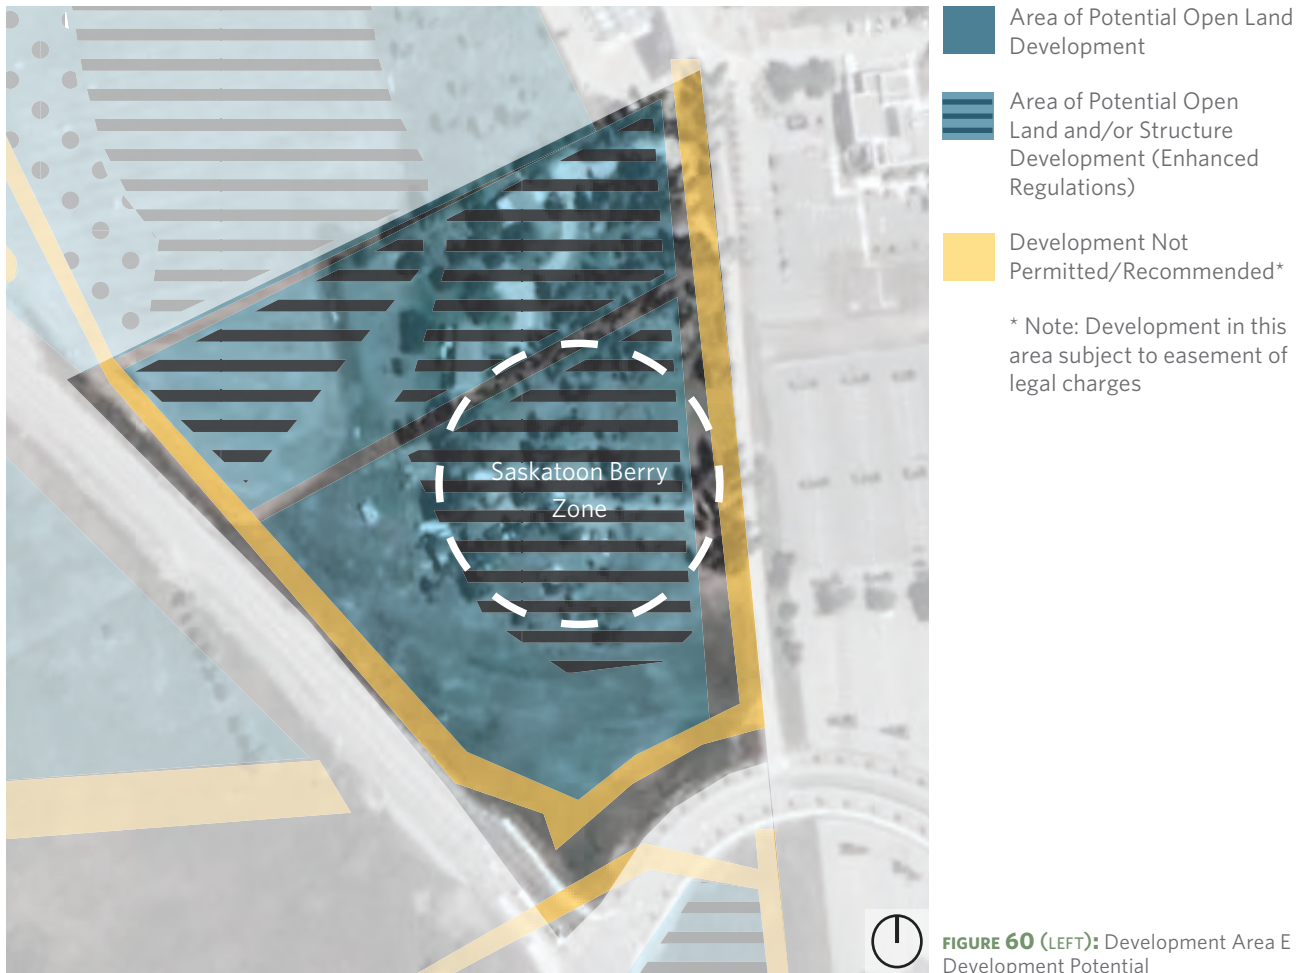 Area of Potential Open Land
Development
Area of Potential Open
Land and/or Structure
Development (Enhanced
Regulations)
Development Not
Permitted/Recommended*
* Note: Development in this
area subject to easement of
legal charges
Saskatoon Berry
Zone
FIGURE 60 (LEFT): Development Area E
Development Potential